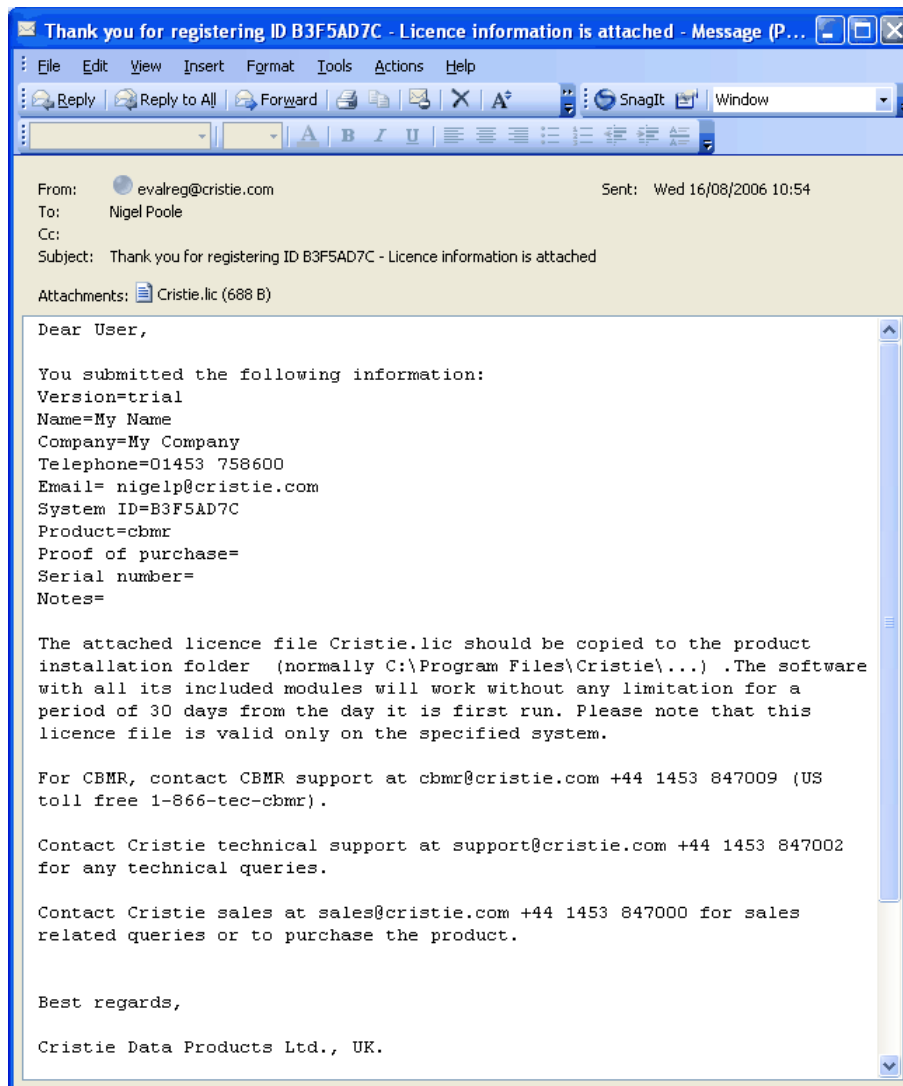 Thank you for registering ID B3F5AD7C - Licence information is attached - Message (P...
File Edit View Insert Format Tools Actions Help
Reply Reply to All Forward SnagIt Window
A B I U
From: evalreg@cristie.com Sent: Wed 16/08/2006 10:54
To: Nigel Poole
Cc:
Subject: Thank you for registering ID B3F5AD7C - Licence information is attached
Attachments: Cristie.lic (688 B)
Dear User,
You submitted the following information:
Version=trial
Name=My Name
Company=My Company
Telephone=01453 758600
Email= nigelp@cristie.com
System ID=B3F5AD7C
Product=cbmr
Proof of purchase=
Serial number=
Notes=
The attached licence file Cristie.lic should be copied to the product
installation folder (normally C:\Program Files\Cristie\...) .The software
with all its included modules will work without any limitation for a
period of 30 days from the day it is first run. Please note that this
licence file is valid only on the specified system.
For CBMR, contact CBMR support at cbmr@cristie.com +44 1453 847009 (US
toll free 1-866-tec-cbmr).
Contact Cristie technical support at support@cristie.com +44 1453 847002
for any technical queries.
Contact Cristie sales at sales@cristie.com +44 1453 847000 for sales
related queries or to purchase the product.
Best regards,
Cristie Data Products Ltd., UK.